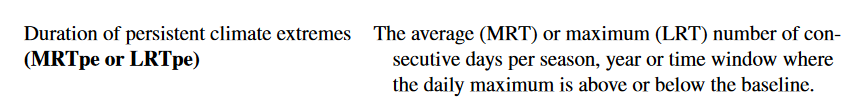 Duration of persistent climate extremes
(MRTpe or LRTpe)
The average (MRT) or maximum (LRT) number of con-
secutive days per season, year or time window where
the daily maximum is above or below the baseline.